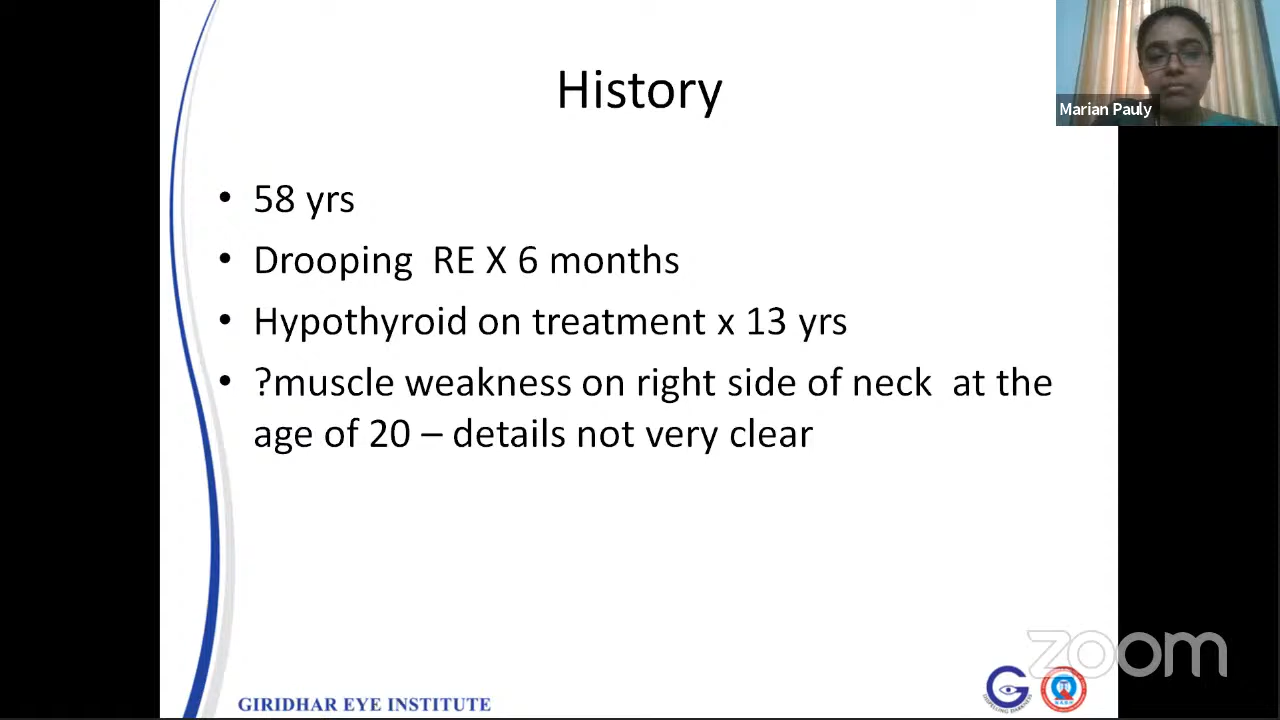 History
Marian Pauly
• 58 yrs
• Drooping RE X 6 months
• Hypothyroid on treatment x 13 yrs
• ?muscle weakness on right side of neck at the
age of 20 – details not very clear
zoom
GIRIDHAR EYE INSTITUTE